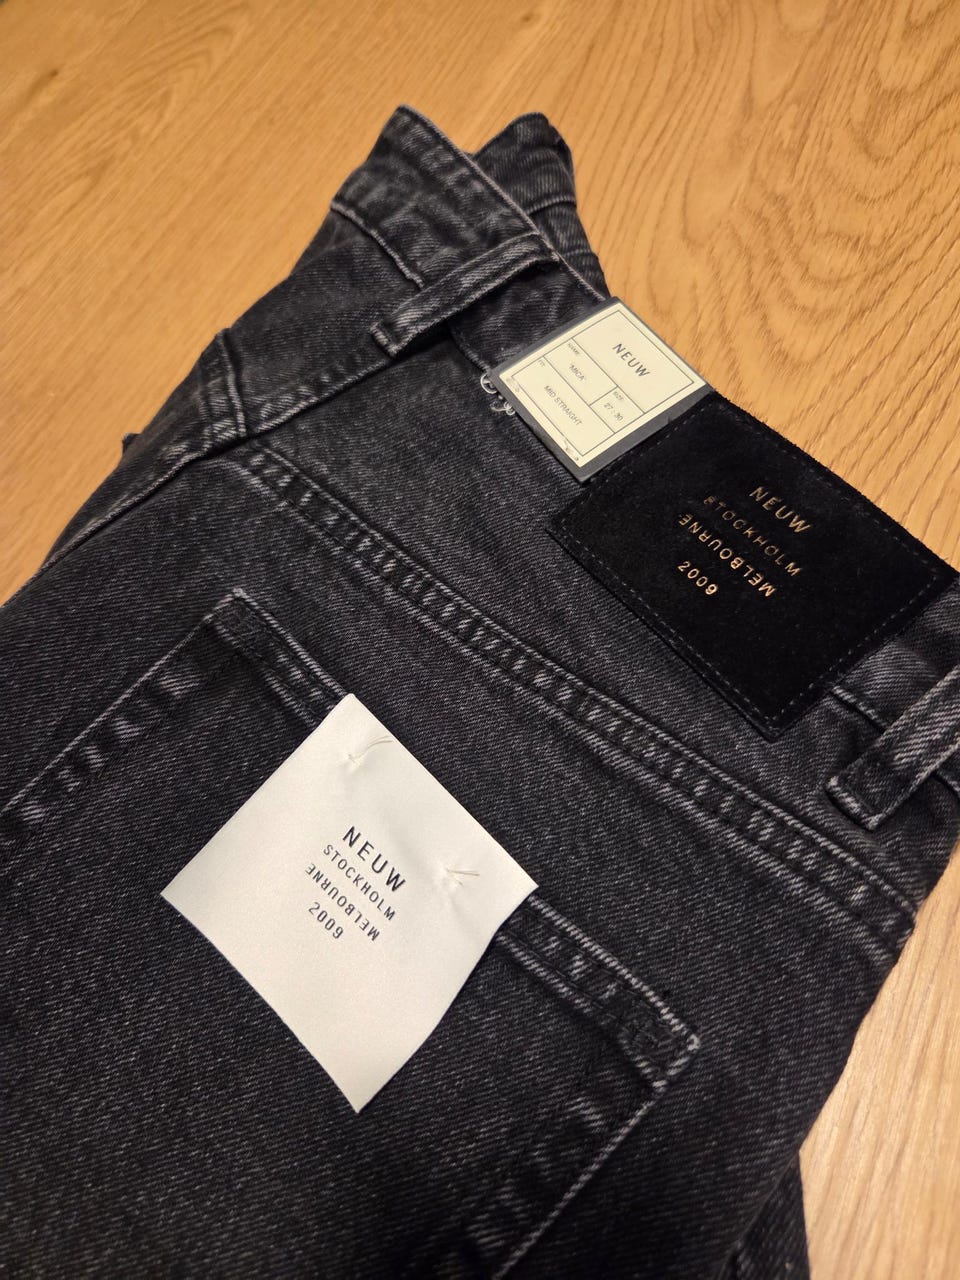 NEUW
NAME:
"MICA"
SIZE:
27 : 30
FIT:
MID STRAIGHT
NEUW
STOCKHOLM
MELBOURNE
2009
NEUW
STOCKHOLM
MELBOURNE
2009